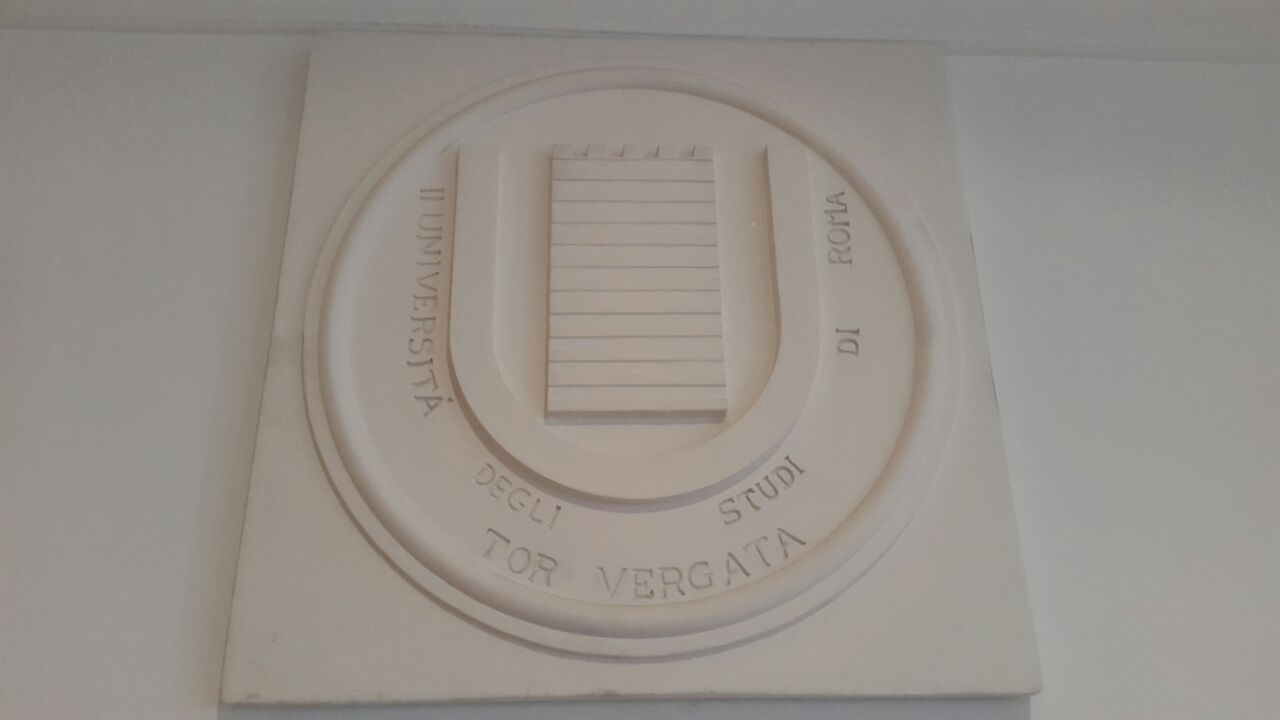 II UNIVERSITÀ DEGLI STUDI DI ROMA
TOR VERGATA